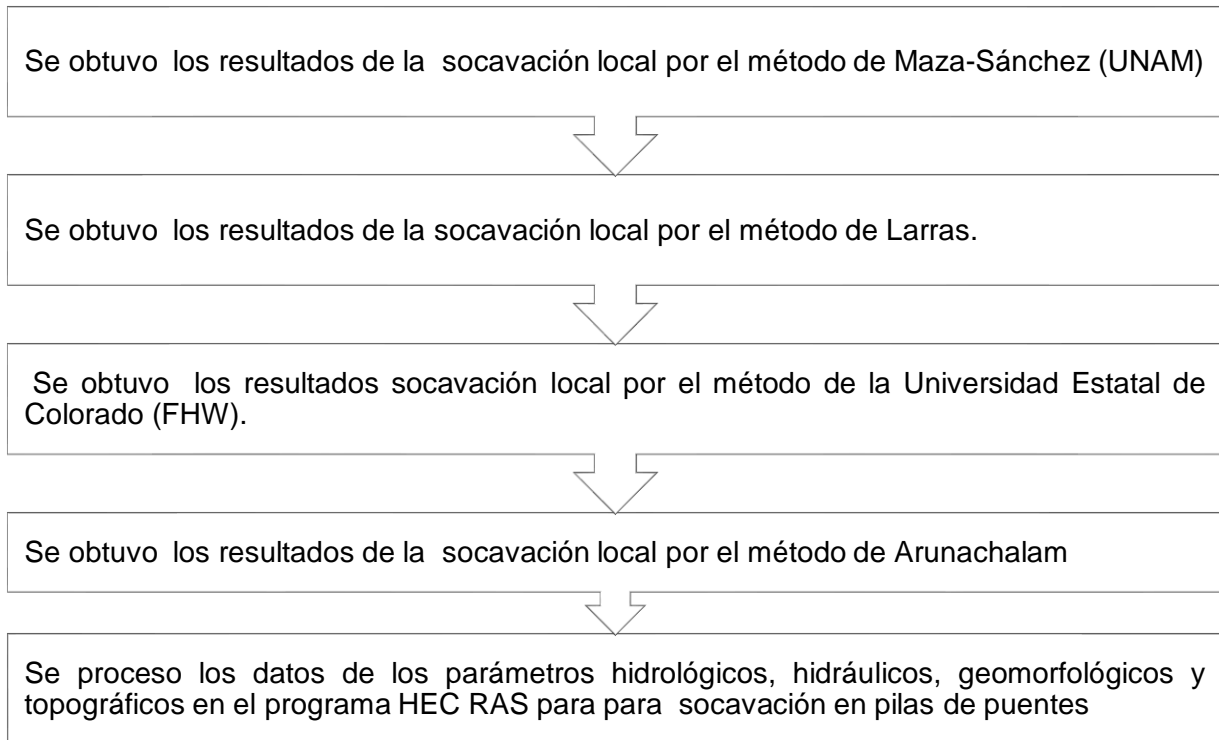 Se obtuvo los resultados de la socavación local por el método de Maza-Sánchez (UNAM)
Se obtuvo los resultados de la socavación local por el método de Larras.
Se obtuvo los resultados socavación local por el método de la Universidad Estatal de
Colorado (FHW).
Se obtuvo los resultados de la socavación local por el método de Arunachalam
Se proceso los datos de los parámetros hidrológicos, hidráulicos, geomorfológicos y
topográficos en el programa HEC RAS para para socavación en pilas de puentes